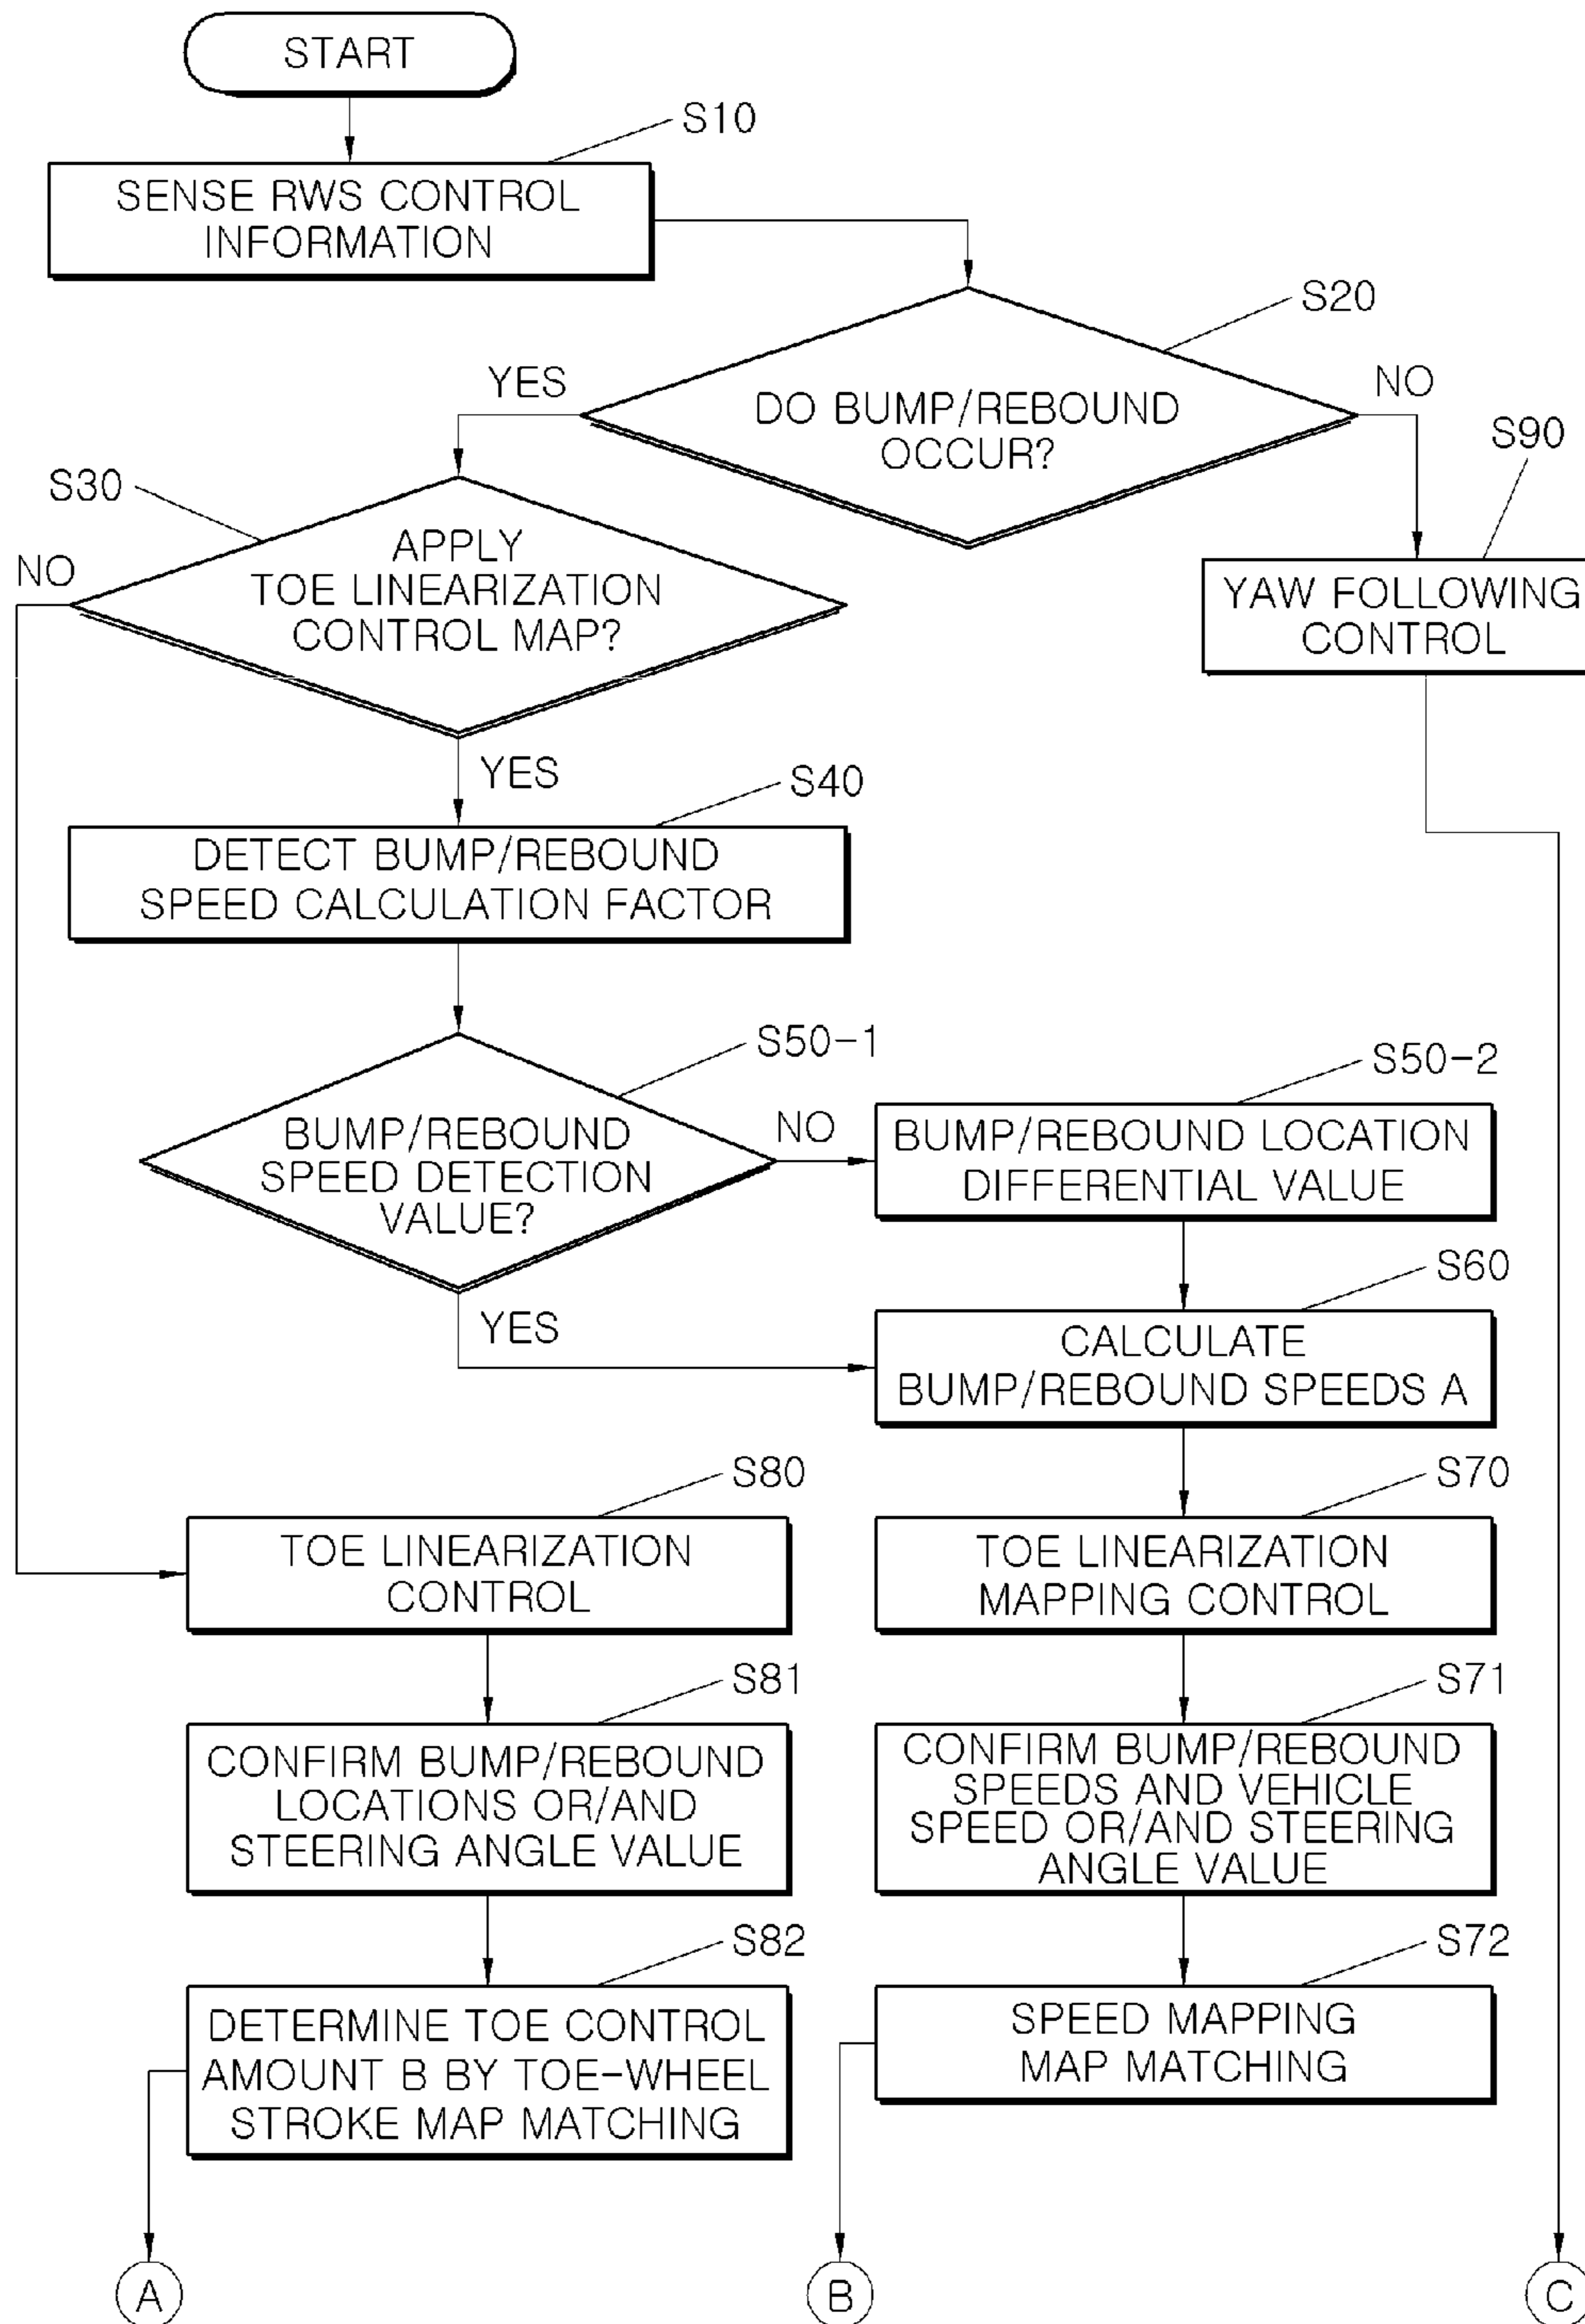 START
S10
SENSE RWS CONTROL
INFORMATION
S20
DO BUMP/REBOUND
OCCUR?
YES
NO
S90
YAW FOLLOWING
CONTROL
S30
APPLY
TOE LINEARIZATION
CONTROL MAP?
NO
YES
S40
DETECT BUMP/REBOUND
SPEED CALCULATION FACTOR
S50-1
BUMP/REBOUND
SPEED DETECTION
VALUE?
NO
YES
S50-2
BUMP/REBOUND LOCATION
DIFFERENTIAL VALUE
S60
CALCULATE
BUMP/REBOUND SPEEDS A
S80
TOE LINEARIZATION
CONTROL
S70
TOE LINEARIZATION
MAPPING CONTROL
S81
CONFIRM BUMP/REBOUND
LOCATIONS OR/AND
STEERING ANGLE VALUE
S71
CONFIRM BUMP/REBOUND
SPEEDS AND VEHICLE
SPEED OR/AND STEERING
ANGLE VALUE
S82
DETERMINE TOE CONTROL
AMOUNT B BY TOE-WHEEL
STROKE MAP MATCHING
S72
SPEED MAPPING
MAP MATCHING
A
B
C